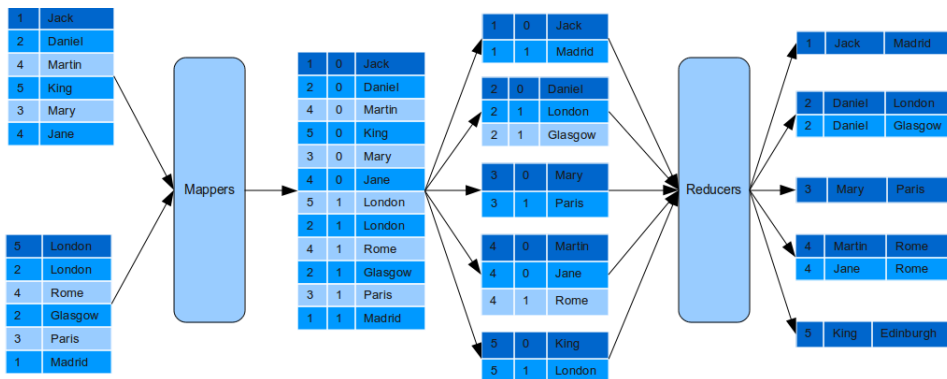 1 Jack
2 Daniel
4 Martin
5 King
3 Mary
4 Jane
5 London
2 London
4 Rome
2 Glasgow
3 Paris
1 Madrid
Mappers
1 0 Jack
2 0 Daniel
4 0 Martin
5 0 King
3 0 Mary
4 0 Jane
5 1 London
2 1 London
4 1 Rome
2 1 Glasgow
3 1 Paris
1 1 Madrid
1 0 Jack
1 1 Madrid
2 0 Daniel
2 1 London
2 1 Glasgow
3 0 Mary
3 1 Paris
4 0 Martin
4 0 Jane
4 1 Rome
5 0 King
5 1 London
Reducers
1 Jack Madrid
2 Daniel London
2 Daniel Glasgow
3 Mary Paris
4 Martin Rome
4 Jane Rome
5 King Edinburgh